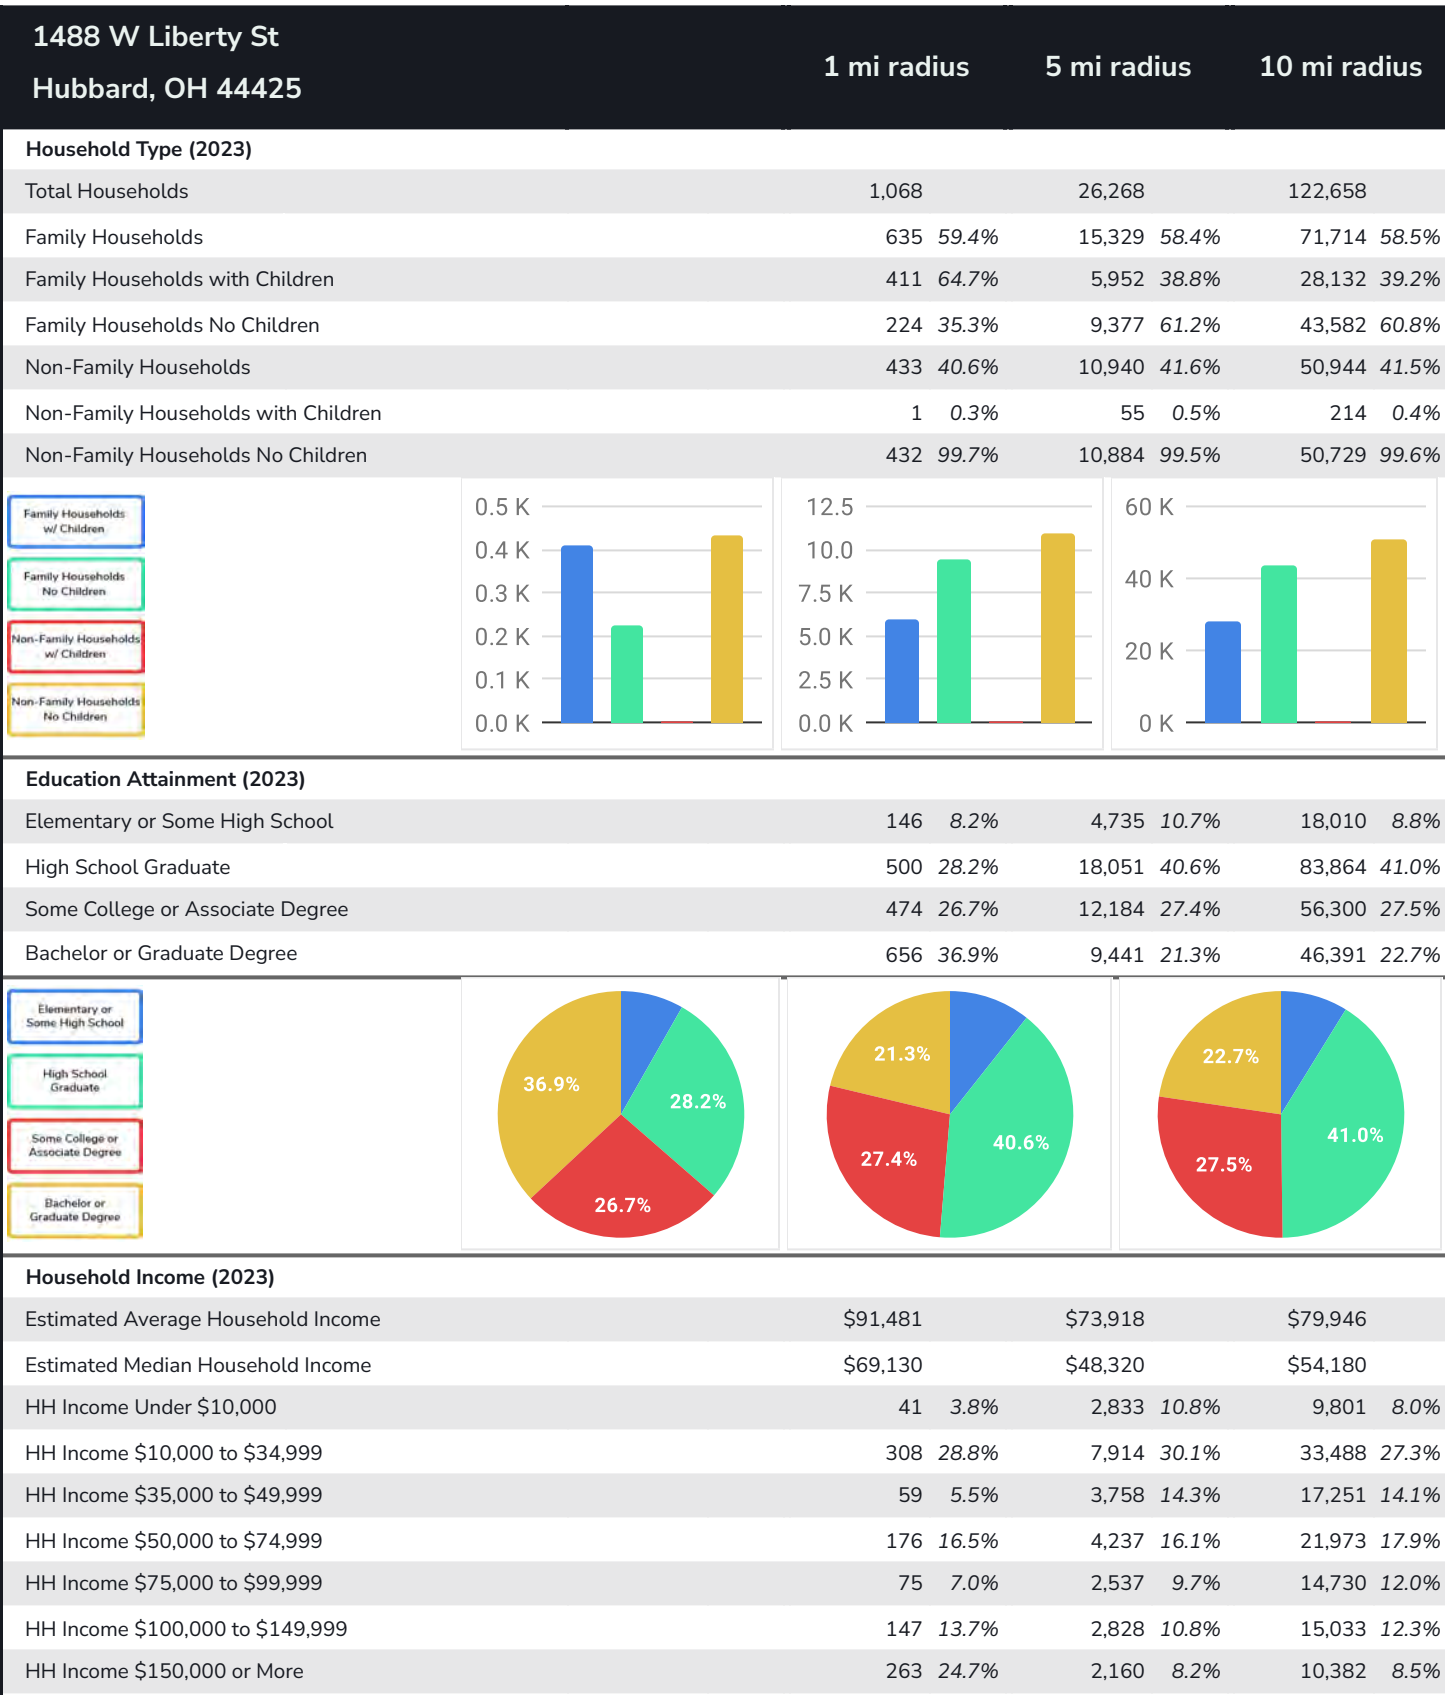 1488 W Liberty St
Hubbard, OH 44425
1 mi radius 5 mi radius 10 mi radius
Household Type (2023)
Total Households 1,068 26,268 122,658
Family Households 635 59.4% 15,329 58.4% 71,714 58.5%
Family Households with Children 411 64.7% 5,952 38.8% 28,132 39.2%
Family Households No Children 224 35.3% 9,377 61.2% 43,582 60.8%
Non-Family Households 433 40.6% 10,940 41.6% 50,944 41.5%
Non-Family Households with Children 1 0.3% 55 0.5% 214 0.4%
Non-Family Households No Children 432 99.7% 10,884 99.5% 50,729 99.6%
Family Households
w/ Children
Family Households
No Children
Non-Family Households
w/ Children
Non-Family Households
No Children
0.5 K
0.4 K
0.3 K
0.2 K
0.1 K
0.0 K
12.5
10.0
7.5 K
5.0 K
2.5 K
0.0 K
60 K
40 K
20 K
0 K
Education Attainment (2023)
Elementary or Some High School 146 8.2% 4,735 10.7% 18,010 8.8%
High School Graduate 500 28.2% 18,051 40.6% 83,864 41.0%
Some College or Associate Degree 474 26.7% 12,184 27.4% 56,300 27.5%
Bachelor or Graduate Degree 656 36.9% 9,441 21.3% 46,391 22.7%
Elementary or
Some High School
High School
Graduate
Some College or
Associate Degree
Bachelor or
Graduate Degree
36.9%
28.2%
26.7%
21.3%
40.6%
27.4%
22.7%
41.0%
27.5%
Household Income (2023)
Estimated Average Household Income $91,481 $73,918 $79,946
Estimated Median Household Income $69,130 $48,320 $54,180
HH Income Under $10,000 41 3.8% 2,833 10.8% 9,801 8.0%
HH Income $10,000 to $34,999 308 28.8% 7,914 30.1% 33,488 27.3%
HH Income $35,000 to $49,999 59 5.5% 3,758 14.3% 17,251 14.1%
HH Income $50,000 to $74,999 176 16.5% 4,237 16.1% 21,973 17.9%
HH Income $75,000 to $99,999 75 7.0% 2,537 9.7% 14,730 12.0%
HH Income $100,000 to $149,999 147 13.7% 2,828 10.8% 15,033 12.3%
HH Income $150,000 or More 263 24.7% 2,160 8.2% 10,382 8.5%